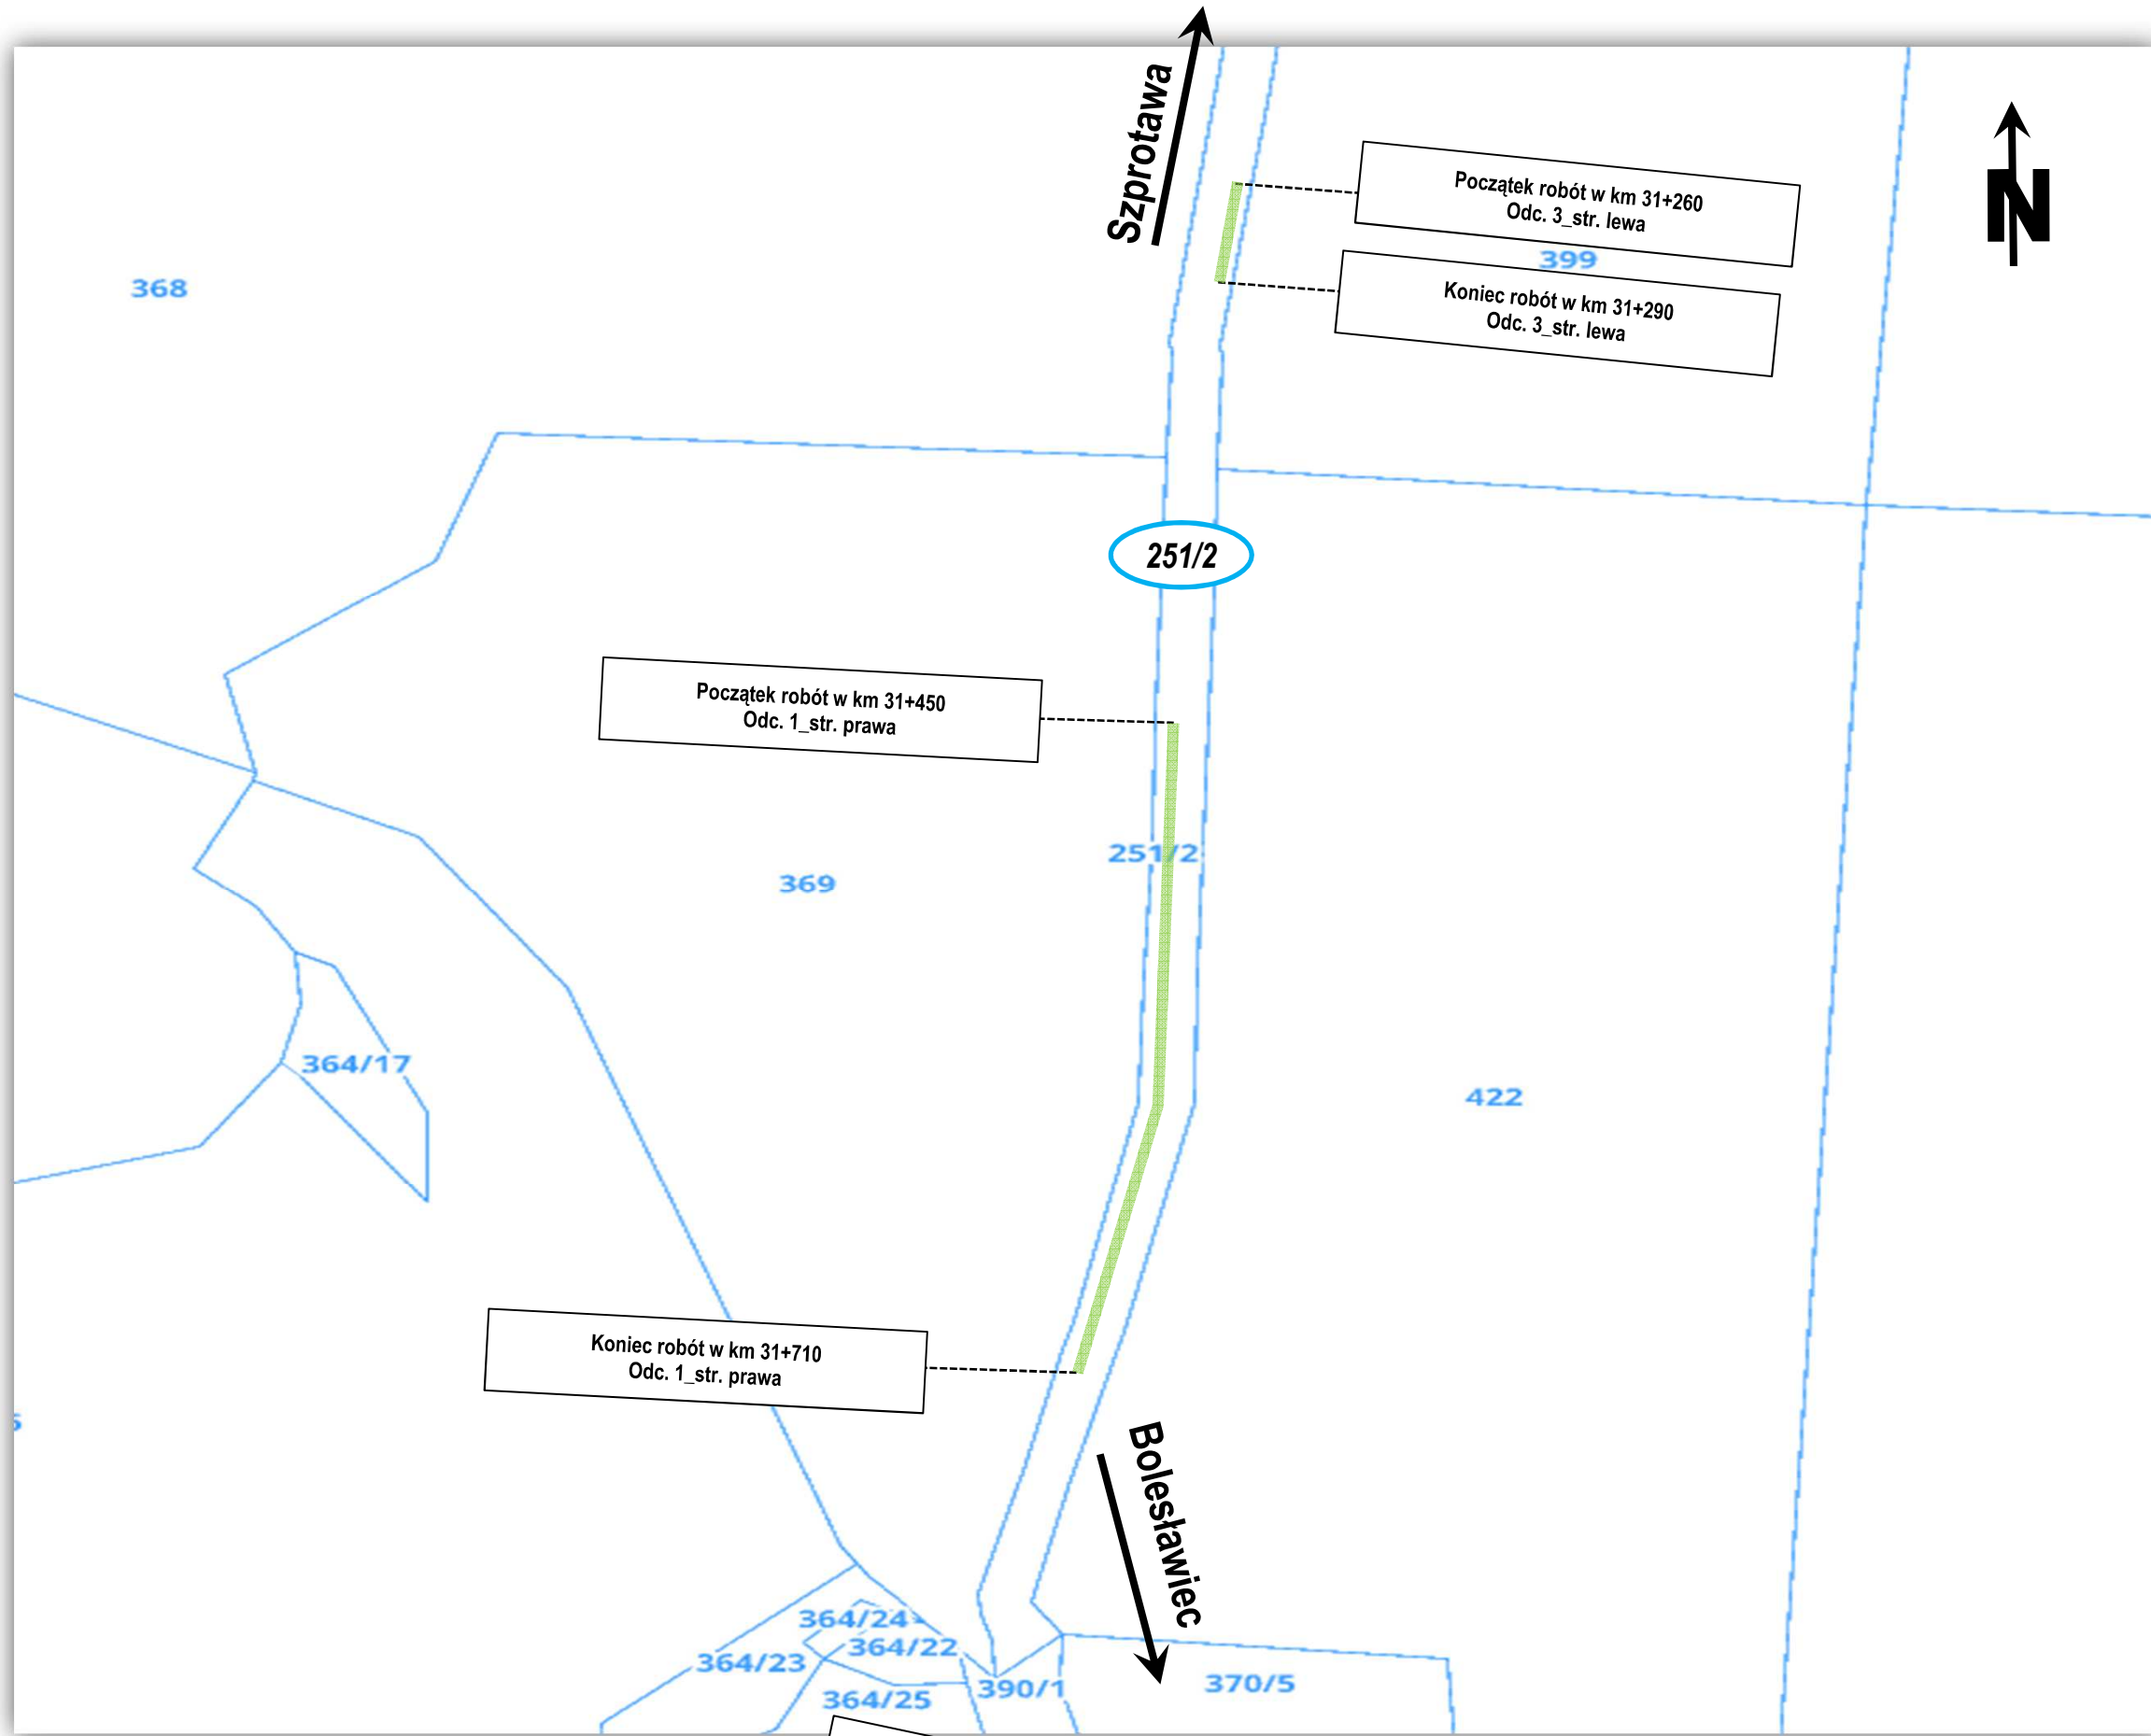 Szprotawa
N
Początek robót w km 31+260
Odc. 3_str. lewa
399
368
Koniec robót w km 31+290
Odc. 3_str. lewa
251/2
Początek robót w km 31+450
Odc. 1_str. prawa
251/2
369
364/17
422
Koniec robót w km 31+710
Odc. 1_str. prawa
Bolesławiec
364/24
364/22
364/23
390/1
370/5
364/25